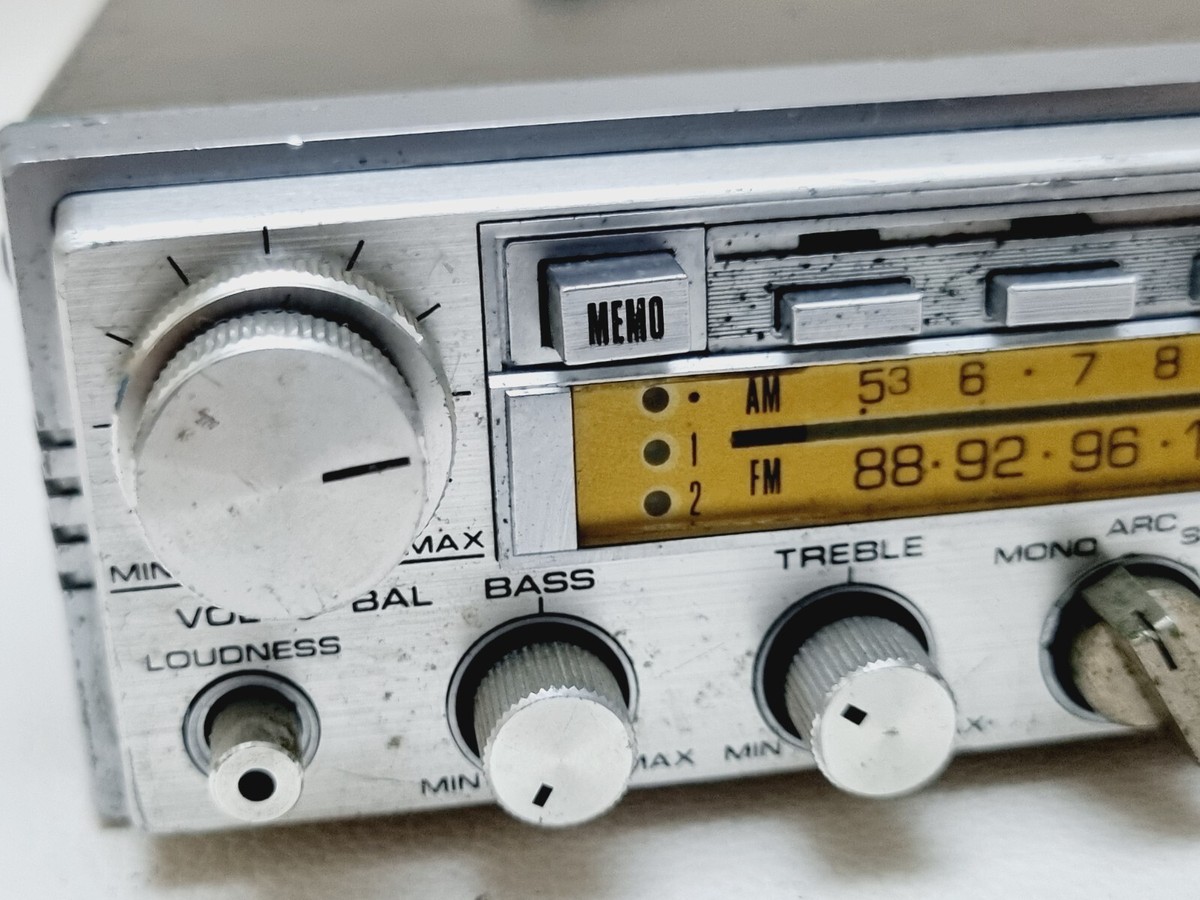 MEMO
AM 53 6 · 7 8
1
FM 88 · 92 · 96 ·
2
MIN MAX
BAL
LOUDNESS
BASS
MIN MAX
TREBLE
MIN
MONO ARC